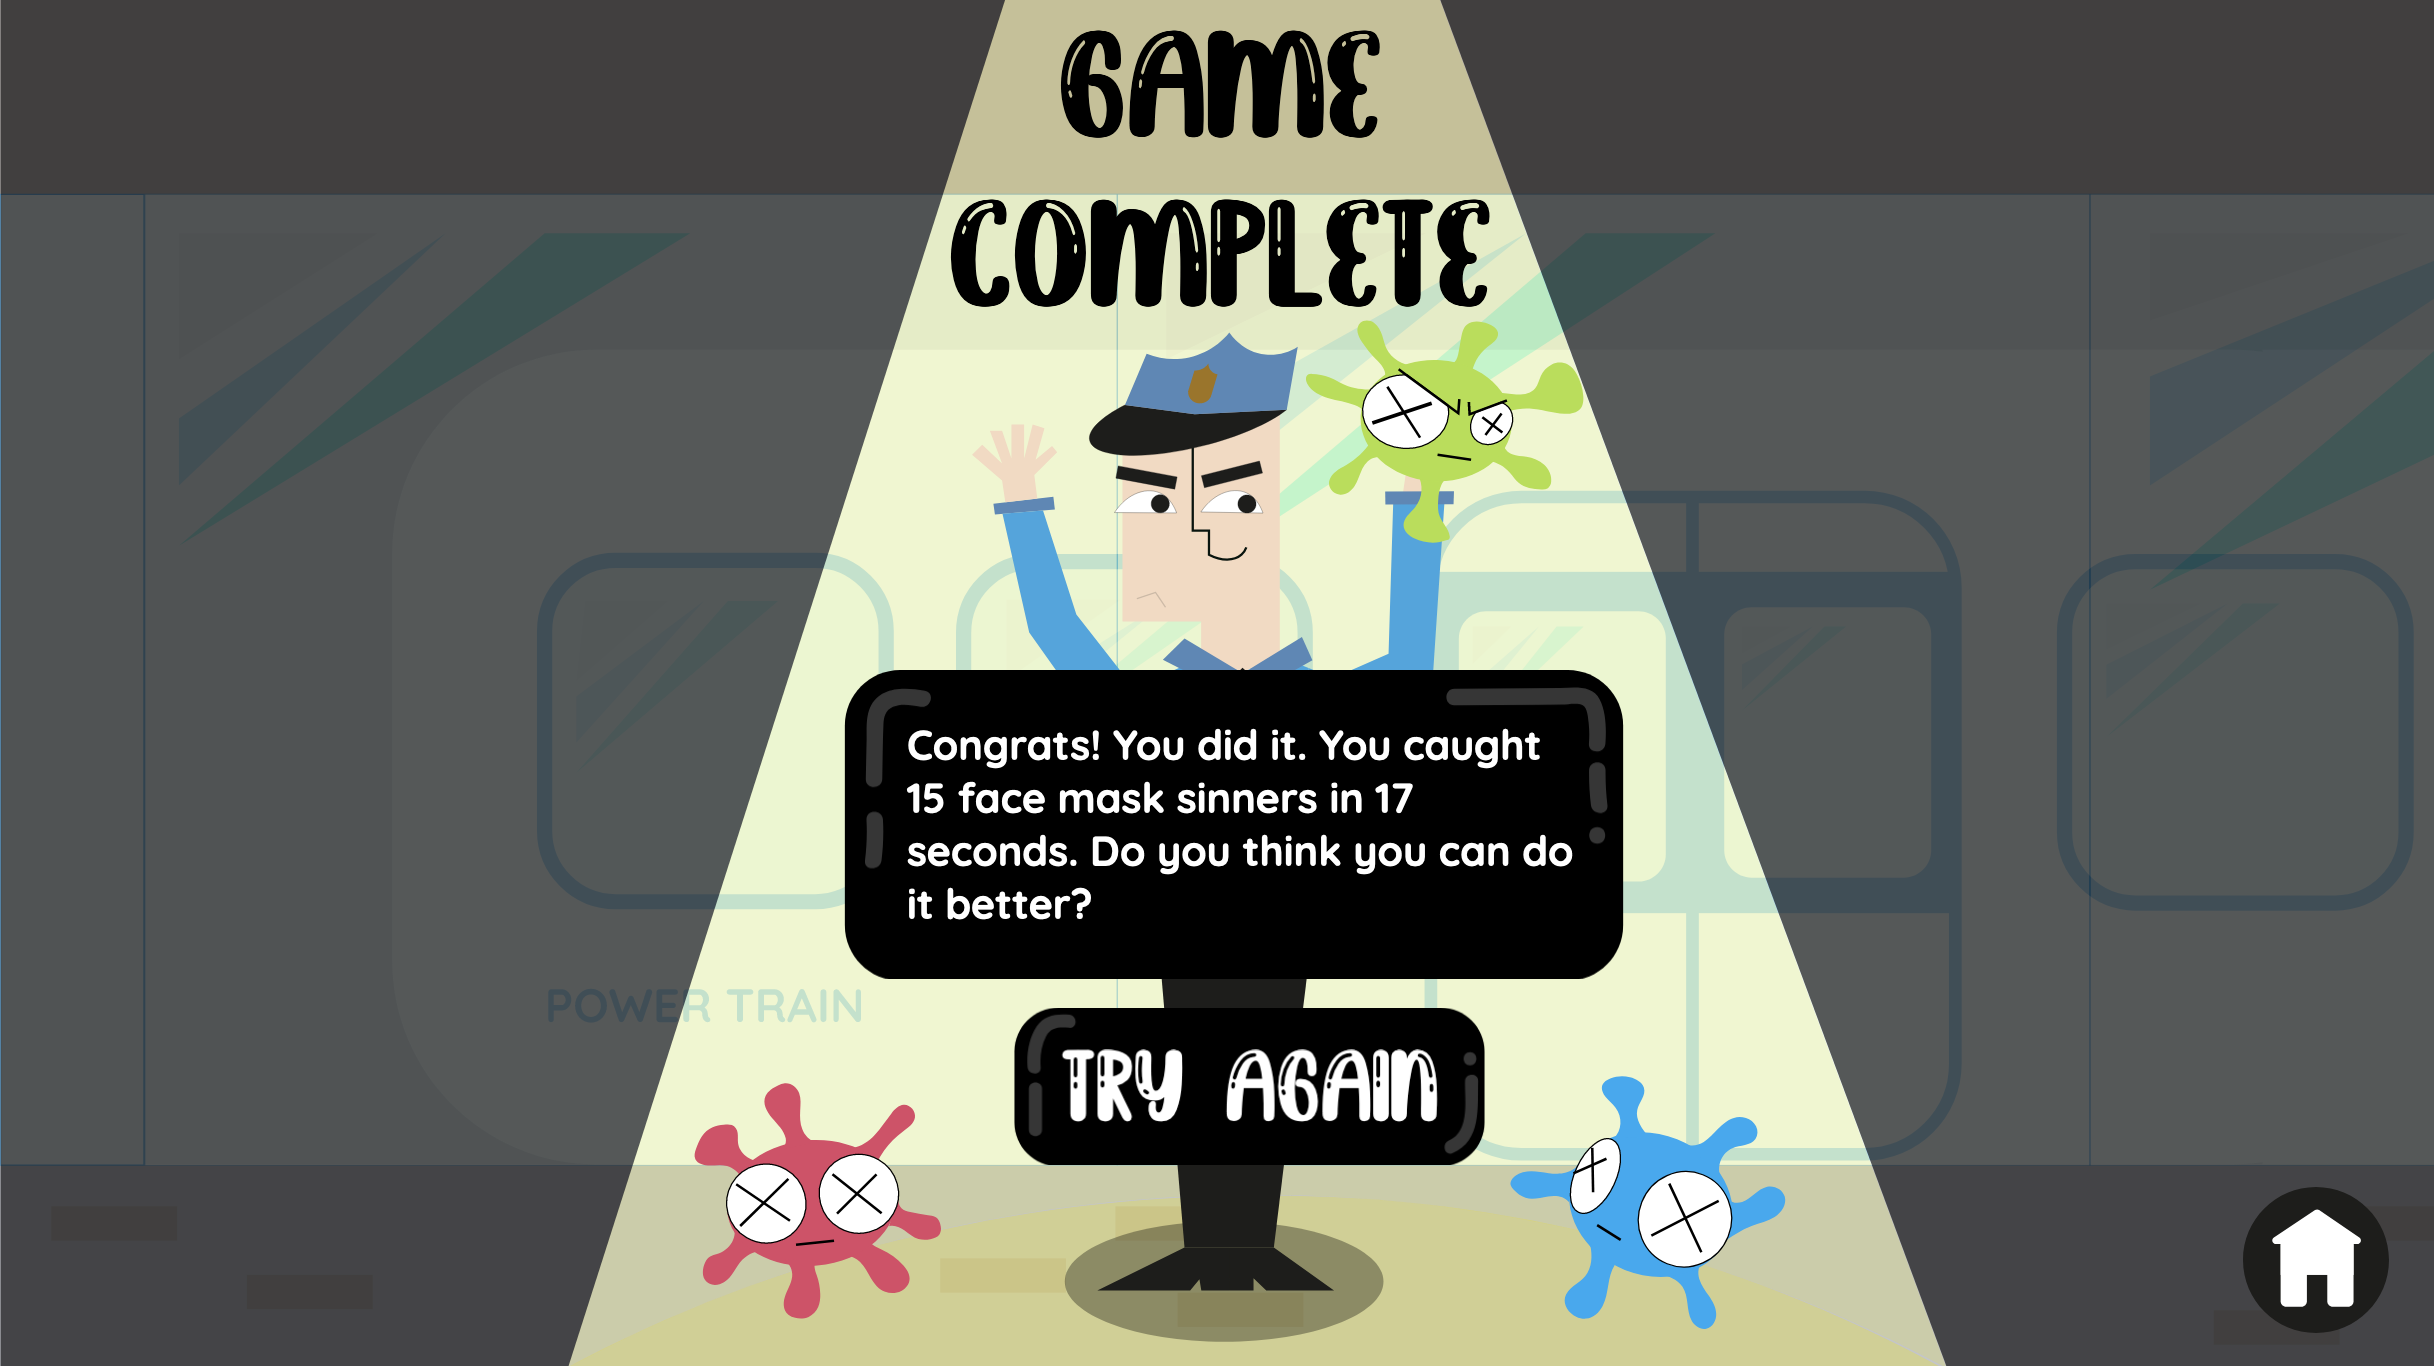 GAME
COMPLETE
Congrats! You did it. You caught
15 face mask sinners in 17
seconds. Do you think you can do
it better?
POWER TRAIN
TRY AGAIN